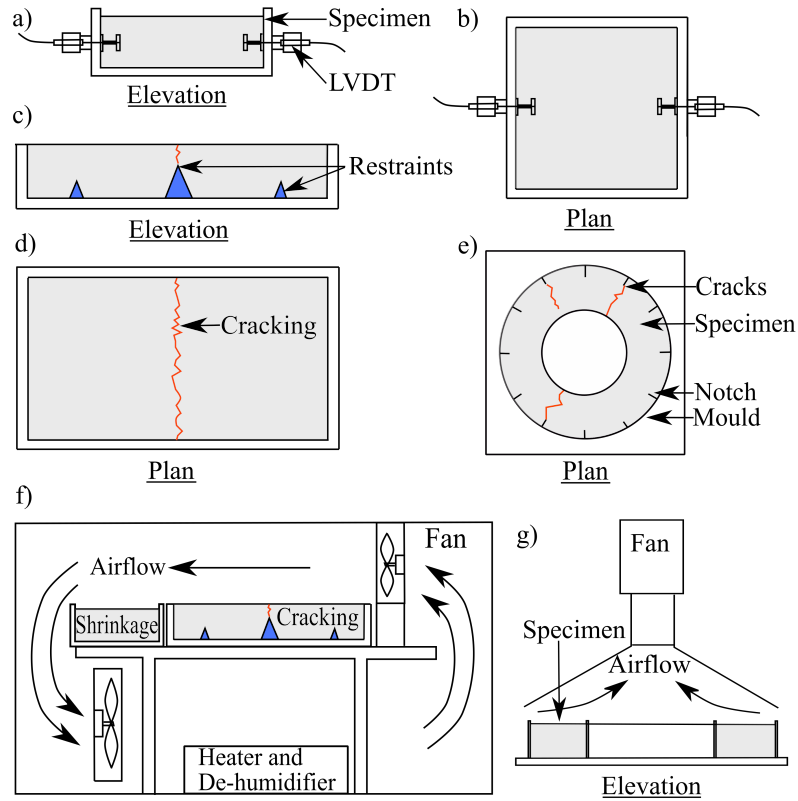 a)
Specimen
LVDT
Elevation
b)
Plan
c)
Restraints
Elevation
d)
Cracking
Plan
e)
Cracks
Specimen
Notch
Mould
Plan
f)
Airflow
Fan
Shrinkage
Cracking
Heater and
De-humidifier
g)
Fan
Specimen
Airflow
Elevation